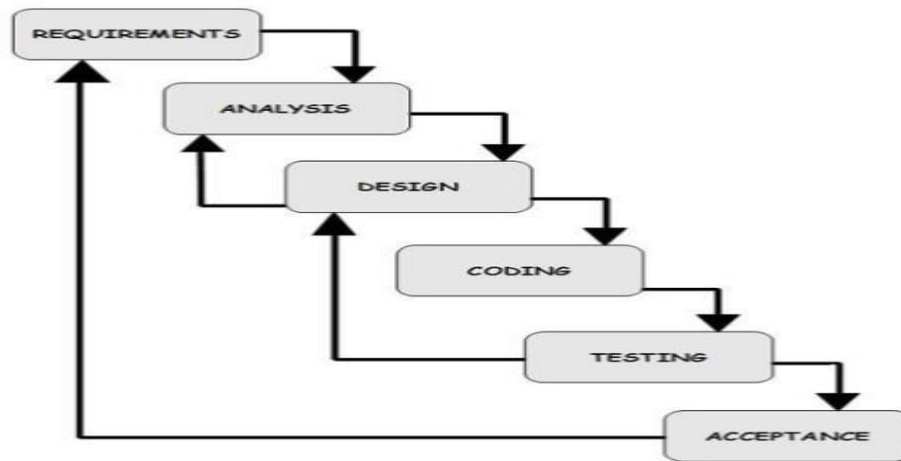 REQUIREMENTS
ANALYSIS
DESIGN
CODING
TESTING
ACCEPTANCE